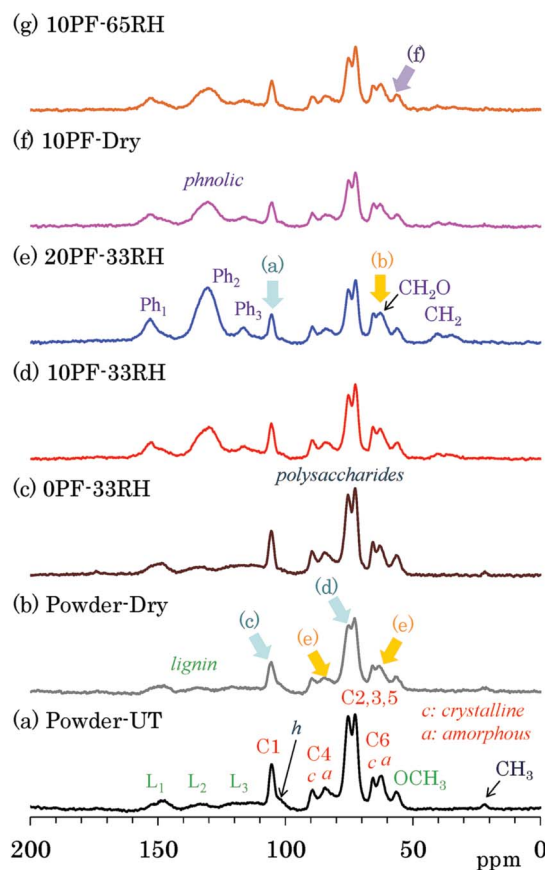 (g) 10PF-65RH
(f)
(f) 10PF-Dry
phnolic
(e) 20PF-33RH
(a)
(b)
Ph₁
Ph₂
Ph₃
CH₂O
CH₂
(d) 10PF-33RH
polysaccharides
(c) 0PF-33RH
(d)
(b) Powder-Dry
(c)
(e)
(e)
lignin
C2,3,5
c: crystalline
(a) Powder-UT
h
C1
C4
C6
a: amorphous
c a
c a
L₁ L₂ L₃
OCH₃
CH₃
200 150 100 50 ppm 0